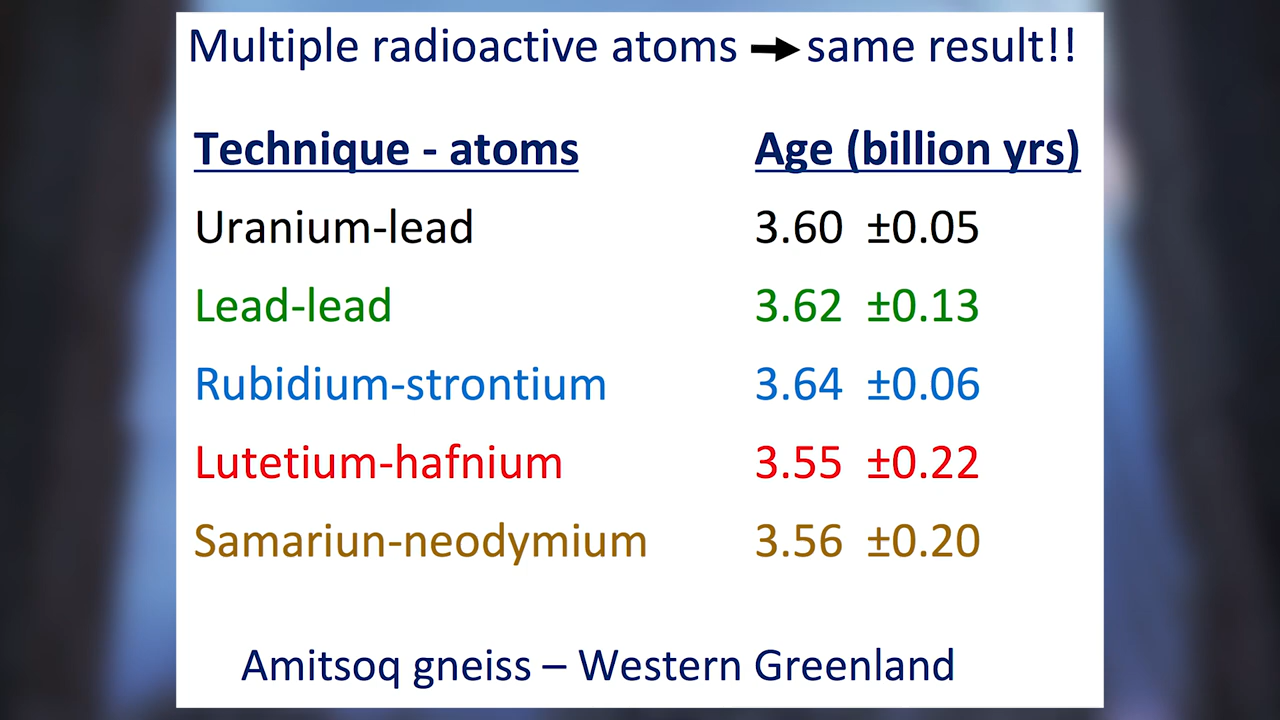 Multiple radioactive atoms → same result!!
Technique - atoms Age (billion yrs)
Uranium-lead 3.60 ±0.05
Lead-lead 3.62 ±0.13
Rubidium-strontium 3.64 ±0.06
Lutetium-hafnium 3.55 ±0.22
Samariun-neodymium 3.56 ±0.20
Amitsoq gneiss – Western Greenland